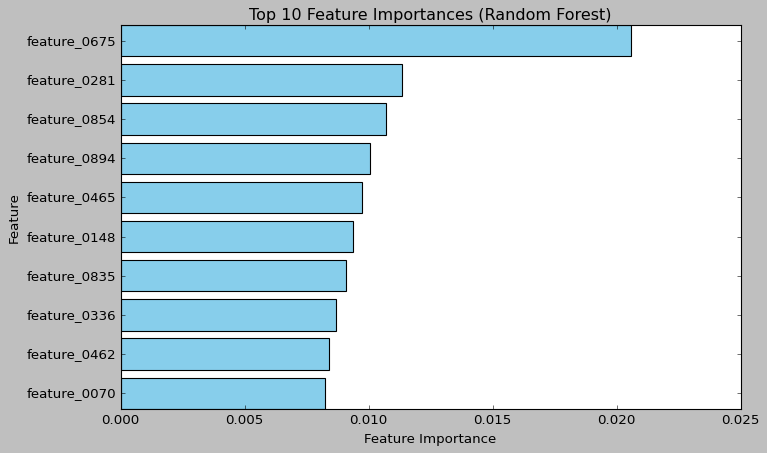 Top 10 Feature Importances (Random Forest)
feature_0675
feature_0281
feature_0854
feature_0894
feature_0465
feature_0148
feature_0835
feature_0336
feature_0462
feature_0070
Feature
0.000 0.005 0.010 0.015 0.020 0.025
Feature Importance